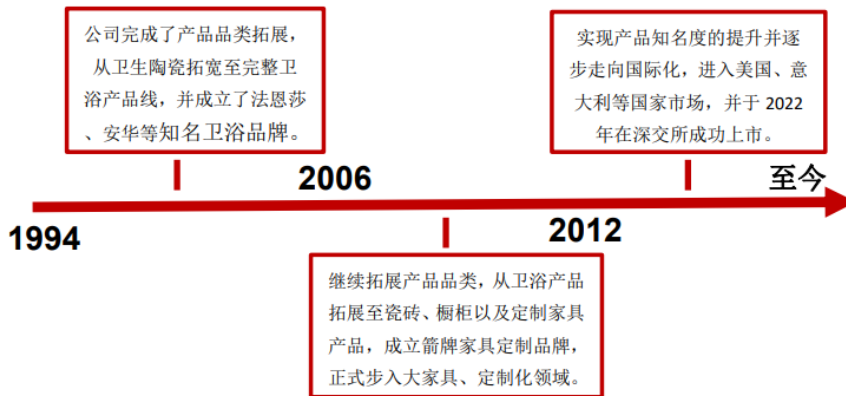 公司完成了产品品类拓展，
从卫生陶瓷拓宽至完整卫
浴产品线，并成立了法恩莎
、安华等知名卫浴品牌。
实现产品知名度的提升并逐
步走向国际化，进入美国、意
大利等国家市场，并于 2022
年在深交所成功上市。
2006
至今
1994
2012
继续拓展产品品类，从卫浴产品
拓展至瓷砖、橱柜以及定制家具
产品，成立箭牌家具定制品牌，
正式步入大家具、定制化领域。